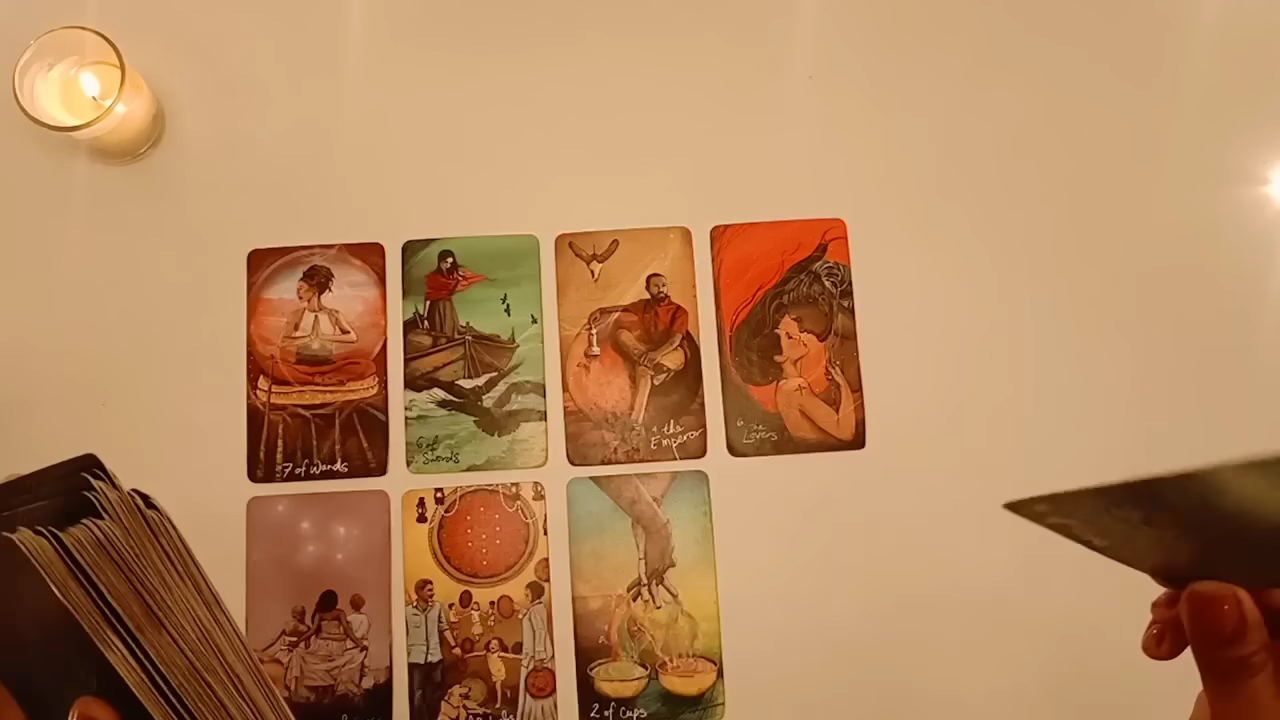 7 of Wands
6 of
Swords
4 the
Emperor
6 The
Lovers
2 of Cups